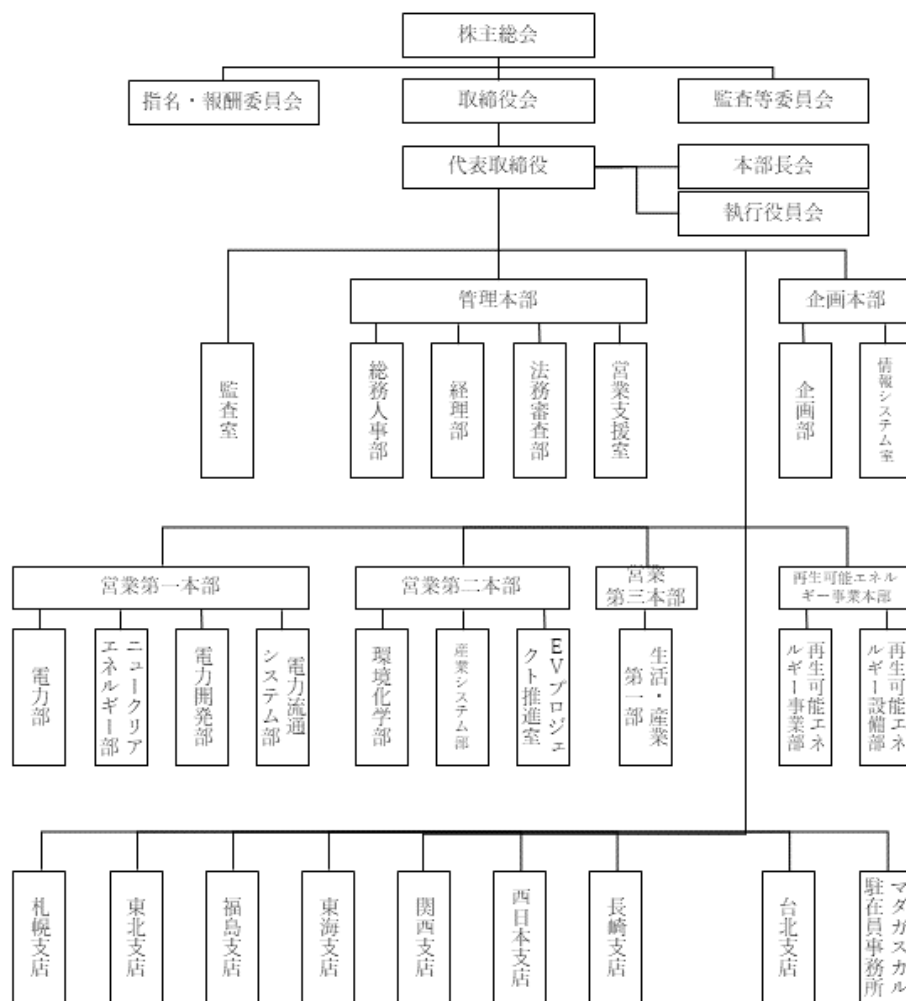 株主総会
指名・報酬委員会
取締役会
監査等委員会
代表取締役
本部長会
執行役員会
管理本部
企画本部
監査室
総務人事部
経理部
法務審査部
営業支援室
企画部
情報システム室
営業第一本部
営業第二本部
営業
第三本部
再生可能エネル
ギー事業本部
電力部
ニュークリア
エネルギー部
電力開発部
電力流通
システム部
環境化学部
産業システム部
EVプロジェ
クト推進室
生活・産業
第一部
再生可能エネ
ルギー事業部
再生可能エネ
ルギー設備部
札幌支店
東北支店
福島支店
東海支店
関西支店
西日本支店
長崎支店
台北支店
マダガスカル
駐在員事務所